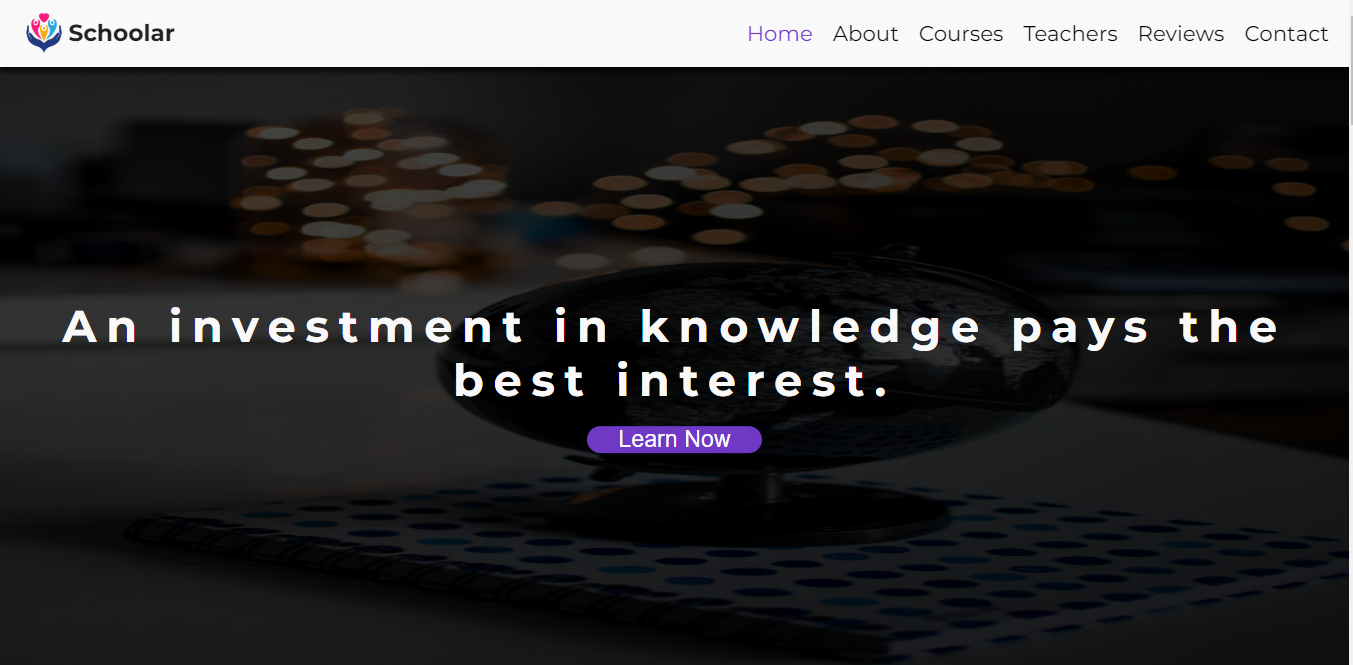 Schoolar
Home About Courses Teachers Reviews Contact
An investment in knowledge pays the
best interest.
Learn Now